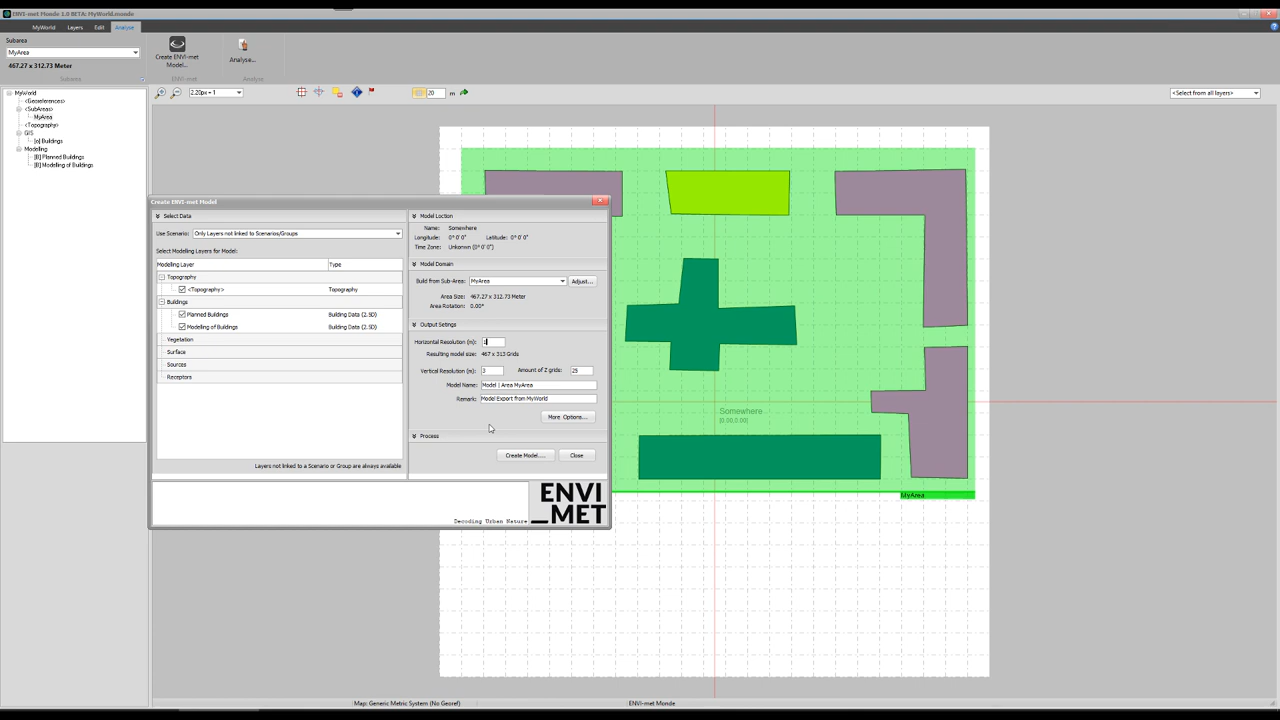 ENVI-met Monde 1.0 BETA: MyWorld.monde
MyWorld Layers Edit Analyse
Subarea
MyArea
467.27 x 312.73 Meter
Subarea
Create ENVI-met
Model...
ENVI-met
Analyse...
Analyse
2.20px = 1
20 m
<Select from all layers>
MyWorld
<Georeferences>
<SubAreas>
MyArea
<Topography>
GIS
[o] Buildings
Modelling
[B] Planned Buildings
[B] Modelling of Buildings
Create ENVI-met Model
Select Data
Use Scenario: Only Layers not linked to Scenarios/Groups
Select Modelling Layers for Model:
Modelling Layer Type
Topography
<Topography> Topography
Buildings
Planned Buildings Building Data (2.5D)
Modelling of Buildings Building Data (2.5D)
Vegetation
Surface
Sources
Receptors
Layers not linked to a Scenario or Group are always available
Model Loction
Name: Somewhere
Longitude: 0° 0' 0" Latitude: 0° 0' 0"
Time Zone: Unkonwn (0° 0' 0")
Model Domain
Build from Sub-Area: MyArea Adjust...
Area Size: 467.27 x 312.73 Meter
Area Rotation: 0.00°
Output Setings
Horizontal Resolution (m): 1
Resulting model size: 467 x 313 Grids
Vertical Resolution (m): 3 Amount of Z grids: 25
Model Name: Model | Area MyArea
Remark: Model Export from MyWorld
More Options...
Process
Create Model.... Close
ENVI
_MET
Decoding Urban Nature
Somewhere
[0.00,0.00]
MyArea
Map: Generic Metric System (No Georef)
ENVI-met Monde